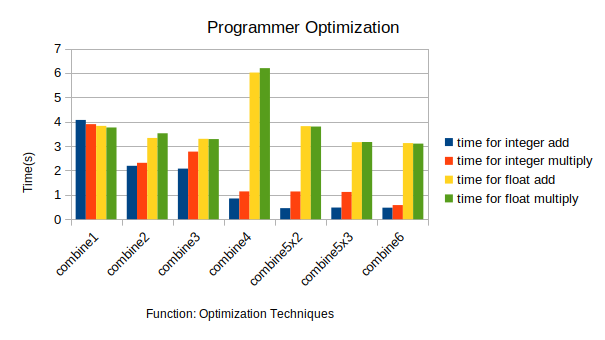 Programmer Optimization
7
6
5
4
3
2
1
0
Time(s)
combine1
combine2
combine3
combine4
combine5x2
combine5x3
combine6
Function: Optimization Techniques
time for integer add
time for integer multiply
time for float add
time for float multiply